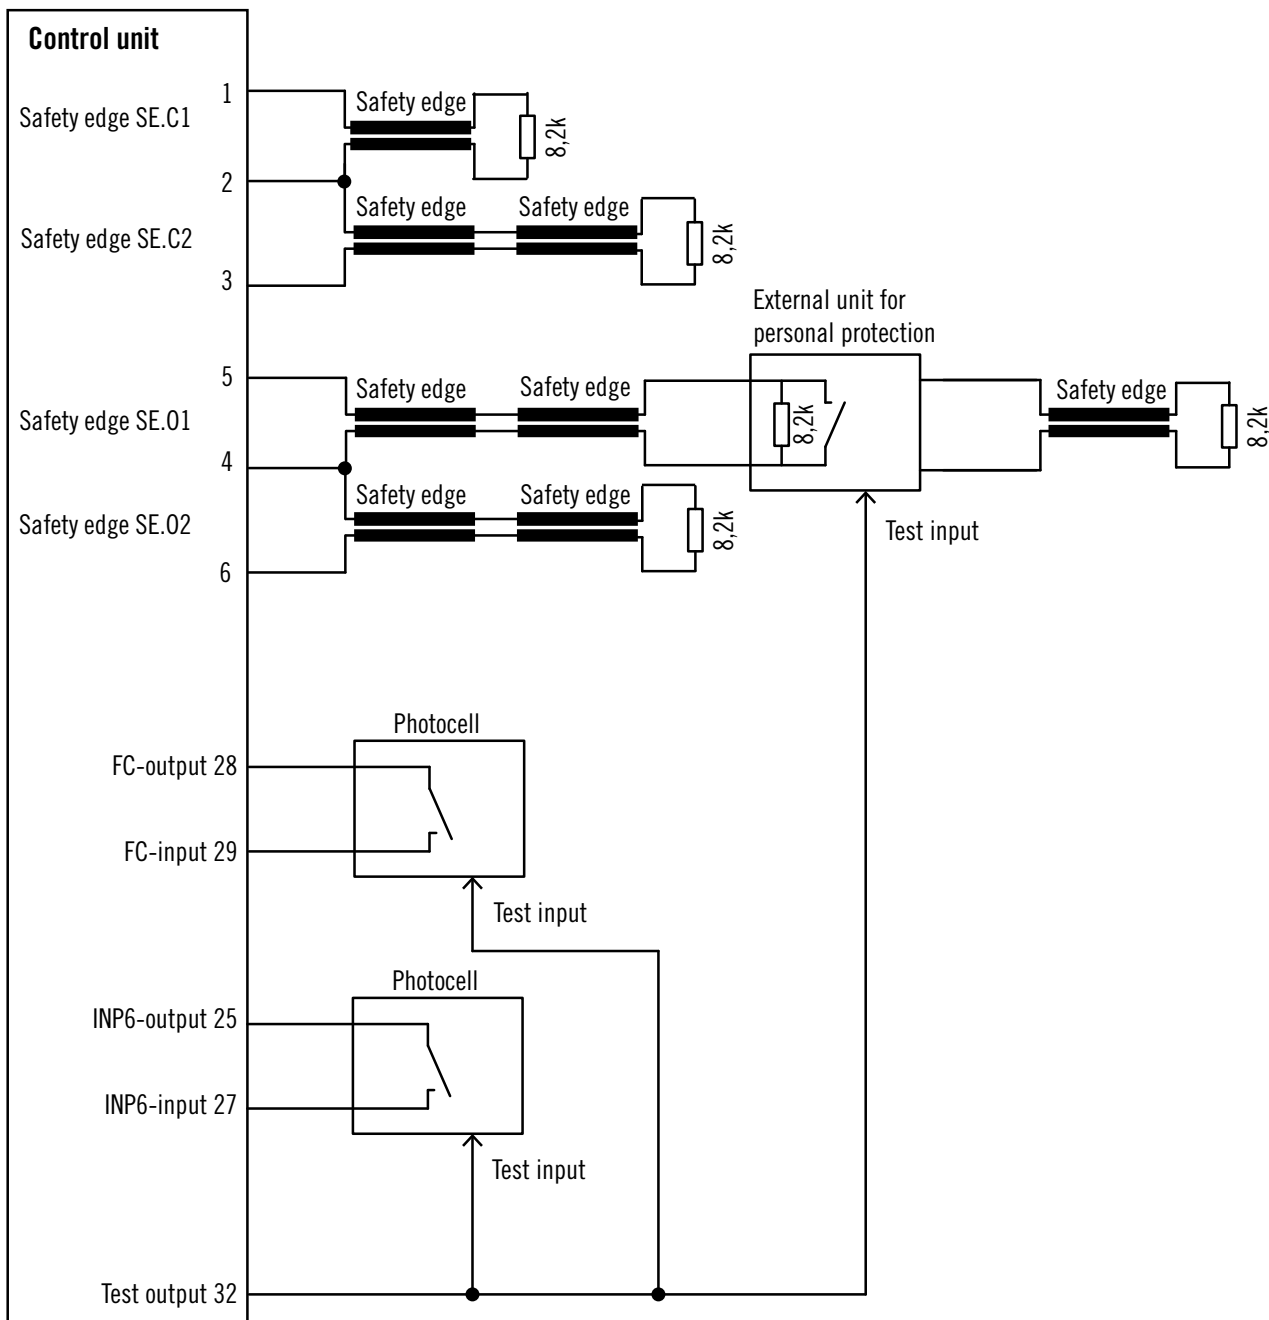 Control unit
1
Safety edge SE.C1
Safety edge
8,2k
2
Safety edge
Safety edge
Safety edge SE.C2
8,2k
3
External unit for
personal protection
5
Safety edge
Safety edge
8,2k
Safety edge
8,2k
Safety edge SE.O1
4
Safety edge
Safety edge
Safety edge SE.O2
8,2k
Test input
6
Photocell
FC-output 28
FC-input 29
Test input
Photocell
INP6-output 25
INP6-input 27
Test input
Test output 32